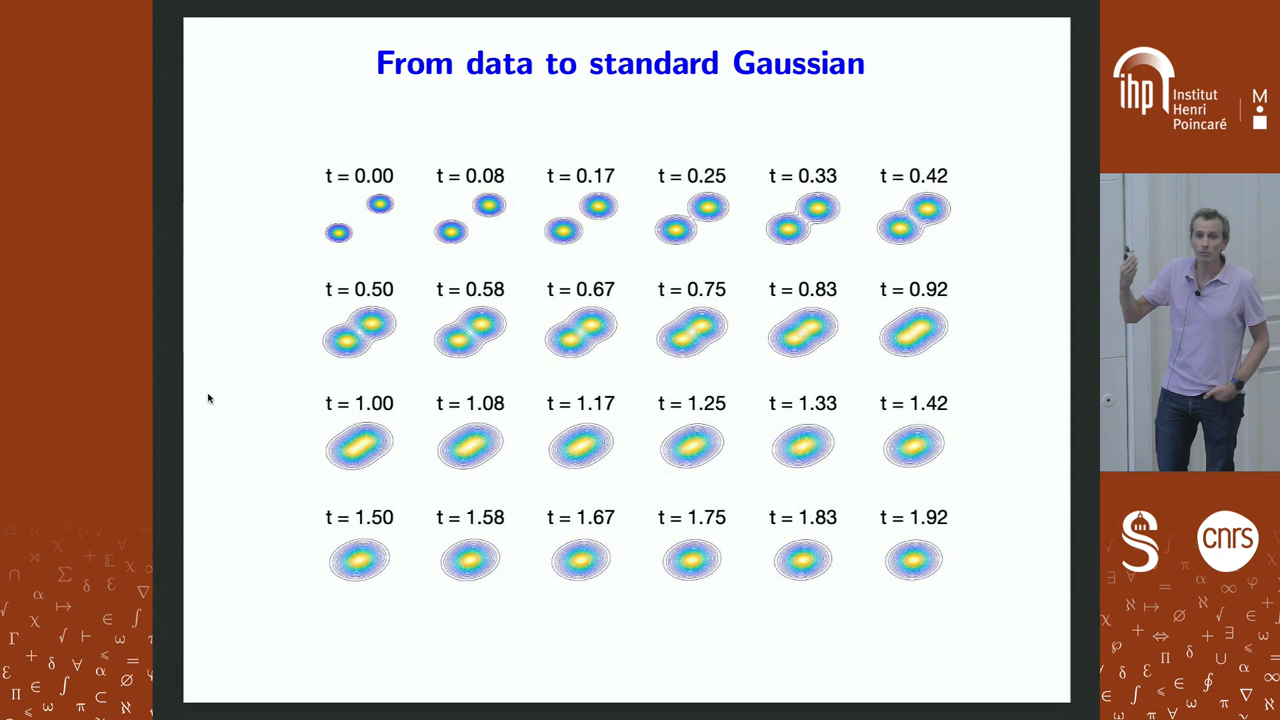 From data to standard Gaussian
t = 0.00 t = 0.08 t = 0.17 t = 0.25 t = 0.33 t = 0.42
t = 0.50 t = 0.58 t = 0.67 t = 0.75 t = 0.83 t = 0.92
t = 1.00 t = 1.08 t = 1.17 t = 1.25 t = 1.33 t = 1.42
t = 1.50 t = 1.58 t = 1.67 t = 1.75 t = 1.83 t = 1.92
ihp
Institut
Henri
Poincaré
M
S
cnrs